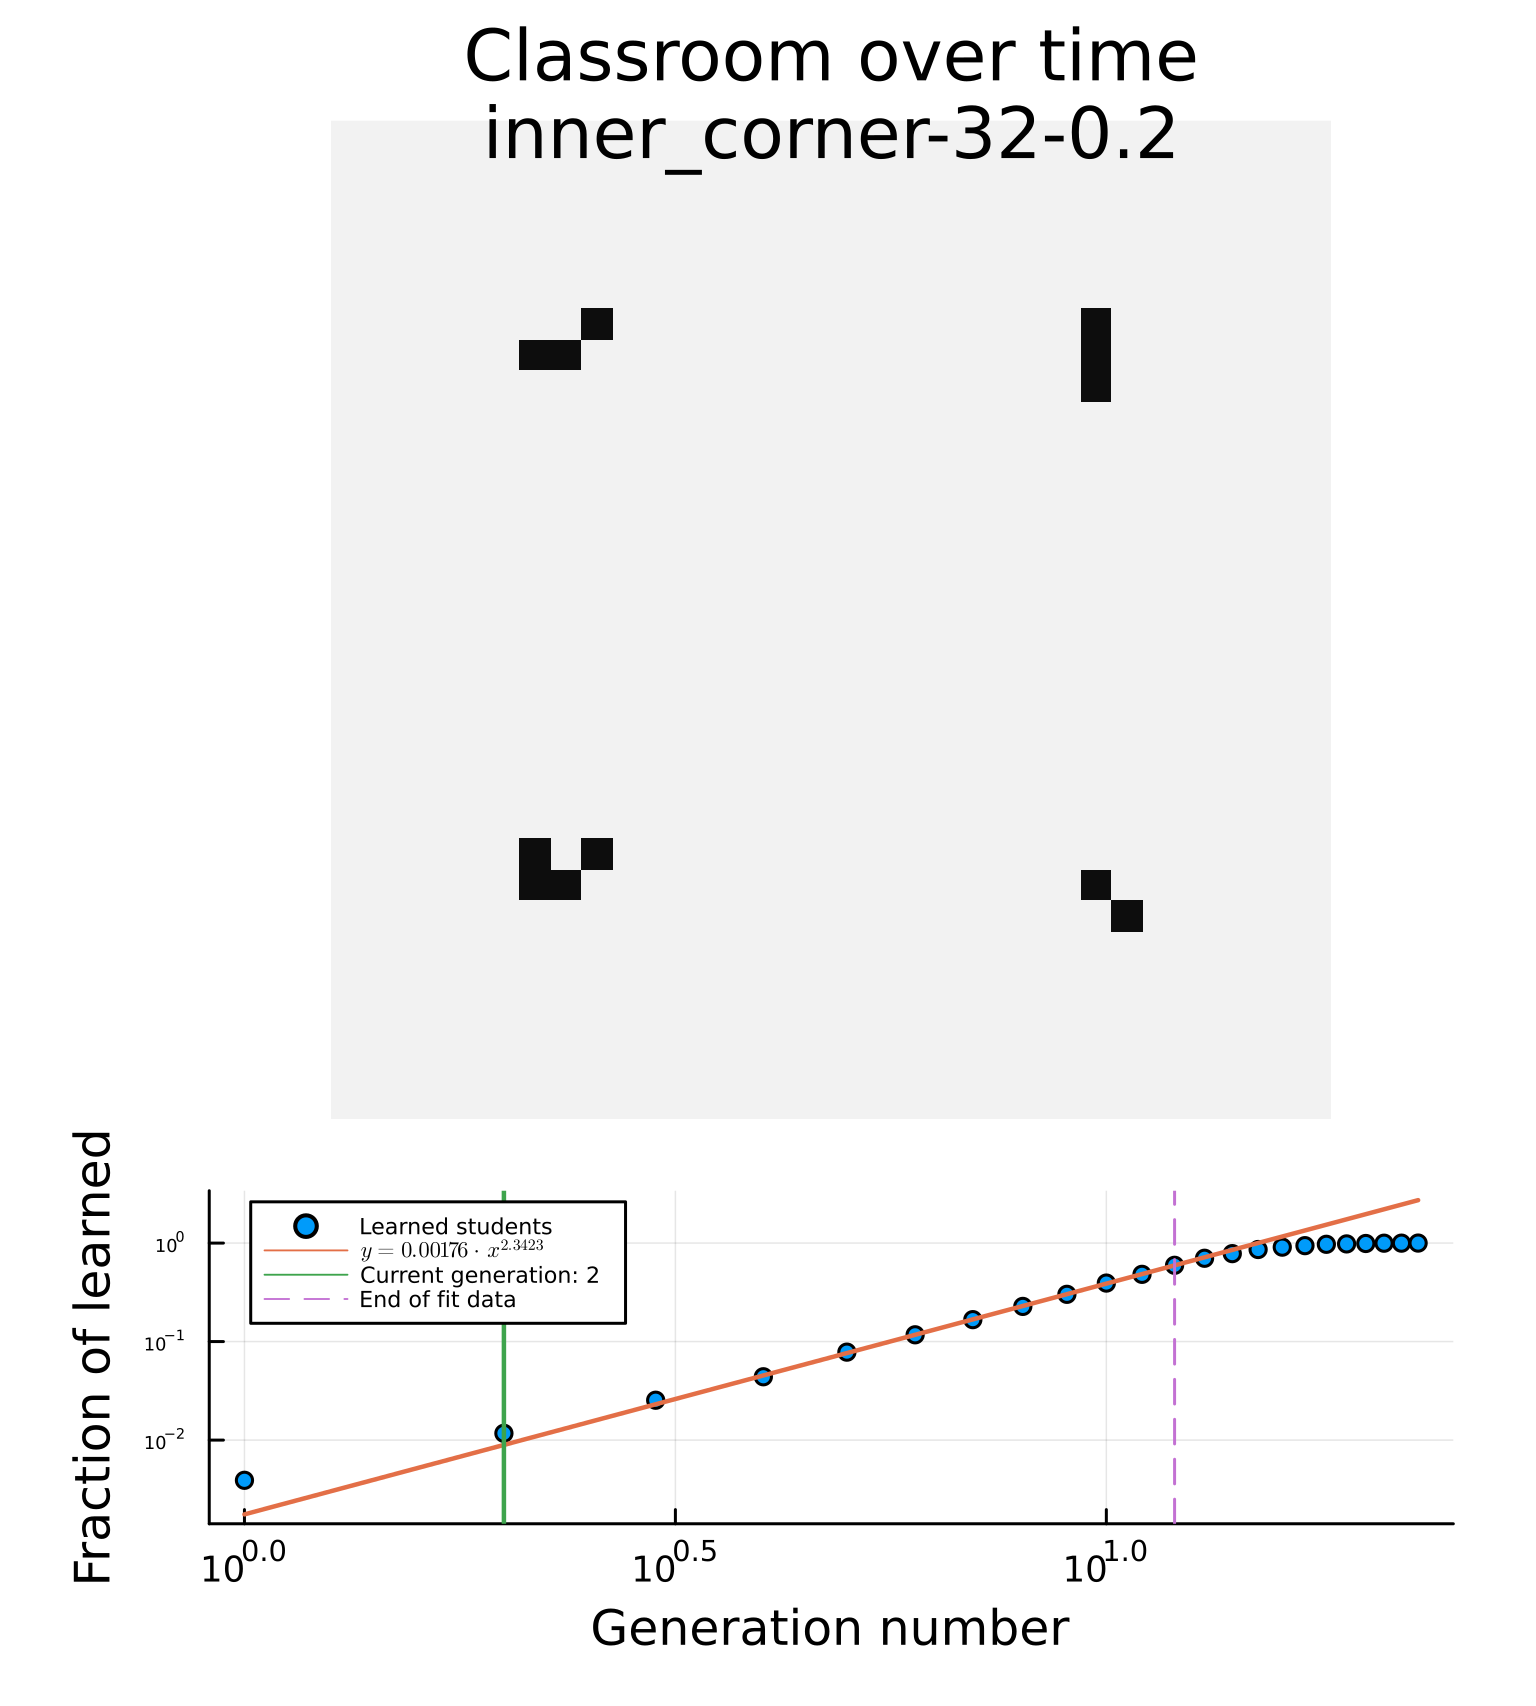 Classroom over time
inner_corner-32-0.2
Fraction of learned
10^0
10^−1
10^−2
Learned students
y = 0.00176 · x^2.3423
Current generation: 2
End of fit data
10^0.0
10^0.5
10^1.0
Generation number